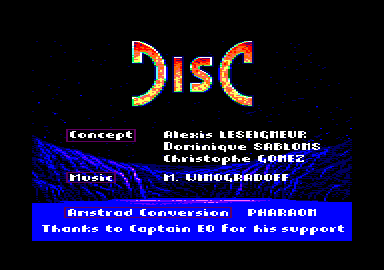 DISC
Concept Alexis LESEIGNEUR
Dominique SABLONS
Christophe GOMEZ
Music M. WINOGRADOFF
Amstrad Conversion PHARAON
Thanks to Captain EO for his support